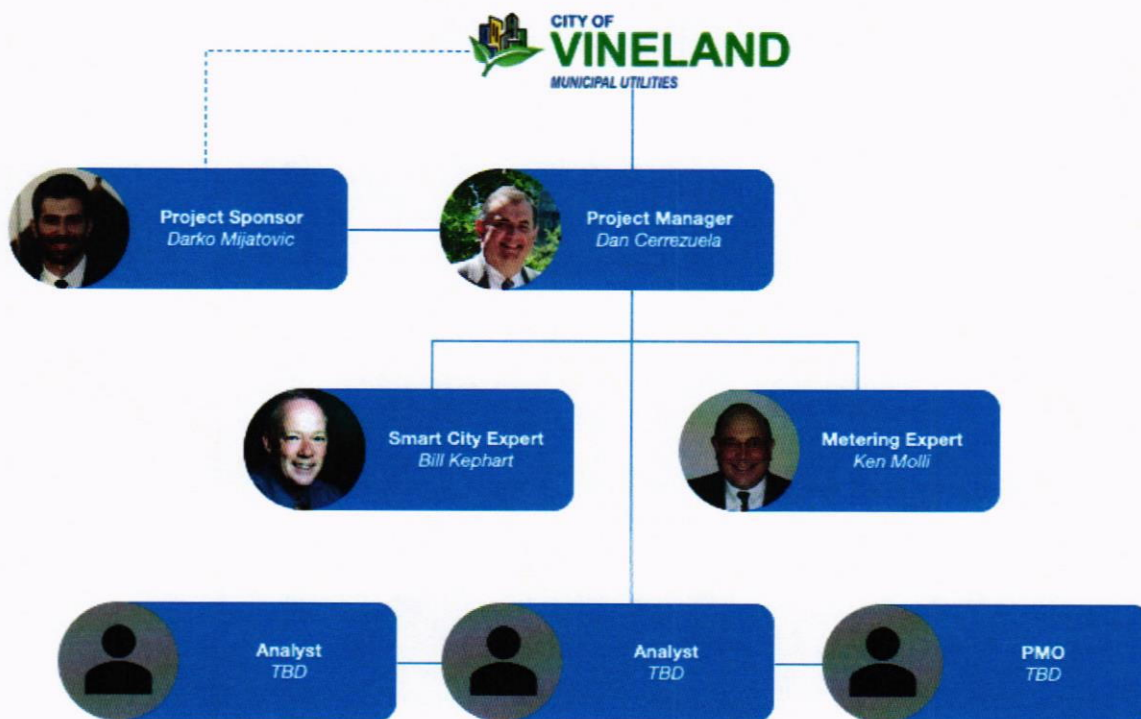 CITY OF
VINELAND
MUNICIPAL UTILITIES
Project Sponsor
Darko Mijatovic
Project Manager
Dan Cerrezuela
Smart City Expert
Bill Kephart
Metering Expert
Ken Molli
Analyst
TBD
Analyst
TBD
PMO
TBD